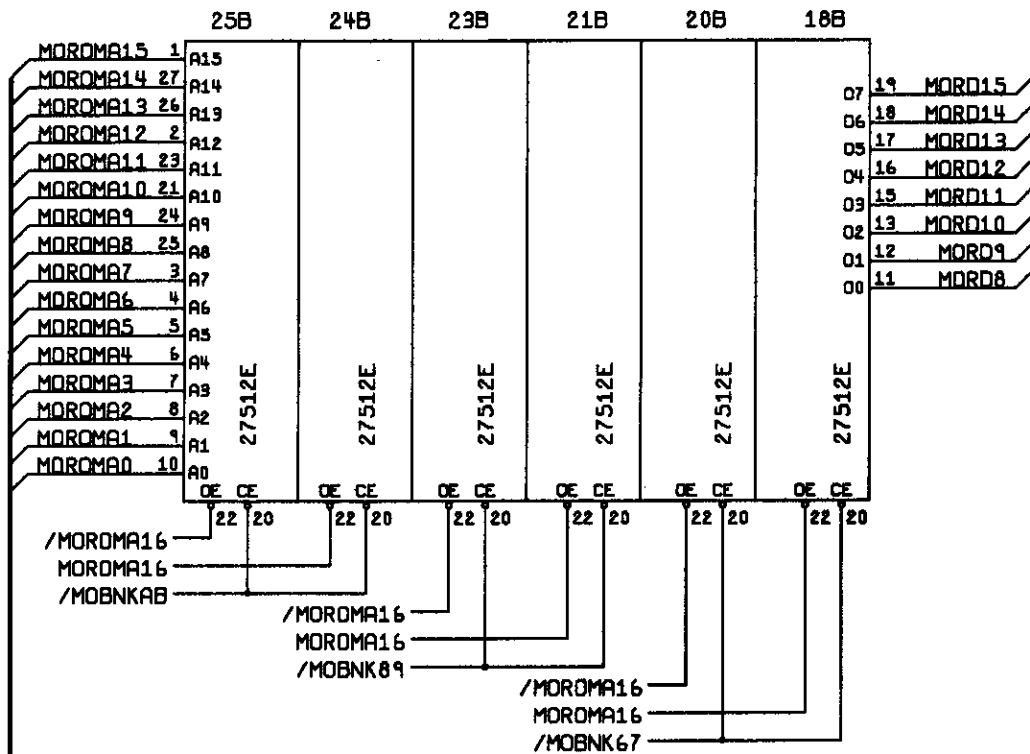 25B 24B 23B 21B 20B 18B
MOROMA15 1 A15
MOROMA14 27 A14
MOROMA13 26 A13
MOROMA12 2 A12
MOROMA11 23 A11
MOROMA10 21 A10
MOROMA9 24 A9
MOROMA8 25 A8
MOROMA7 3 A7
MOROMA6 4 A6
MOROMA5 5 A5
MOROMA4 6 A4
MOROMA3 7 A3
MOROMA2 8 A2
MOROMA1 9 A1
MOROMA0 10 A0
O7 19 MORD15
O6 18 MORD14
O5 17 MORD13
O4 16 MORD12
O3 15 MORD11
O2 13 MORD10
O1 12 MORD9
O0 11 MORD8
27512E 27512E 27512E 27512E 27512E 27512E
OE CE OE CE OE CE OE CE OE CE OE CE
22 20 22 20 22 20 22 20 22 20 22 20
/MOROMA16
MOROMA16
/MOBNKAB
/MOROMA16
MOROMA16
/MOBNK89
/MOROMA16
MOROMA16
/MOBNK67